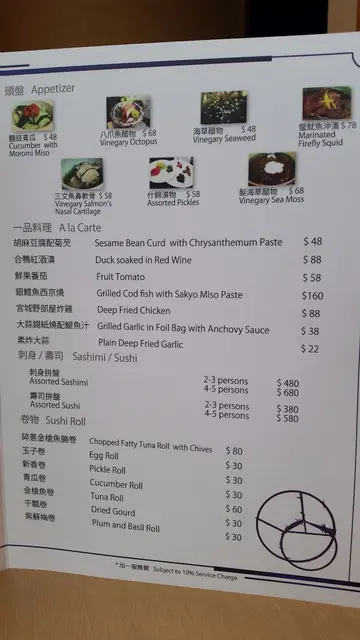 頭盤 Appetizer
麵豉青瓜 $ 48
Cucumber with
Moromi Miso
八爪魚醋物 $ 68
Vinegary Octopus
海草醋物 $ 48
Vinegary Seaweed
螢魷魚沖漬 $ 78
Marinated
Firefly Squid
三文魚鼻軟骨 $ 58
Vinegary Salmon's
Nasal Cartilage
什錦漬物 $ 58
Assorted Pickles
髮海草醋物 $ 68
Vinegary Sea Moss
一品料理 A la Carte
胡麻豆腐配菊芡 Sesame Bean Curd with Chrysanthemum Paste $ 48
合鴨紅酒漬 Duck soaked in Red Wine $ 88
鮮果番茄 Fruit Tomato $ 58
銀鱈魚西京燒 Grilled Cod fish with Sakyo Miso Paste $160
宮城野部屋炸雞 Deep Fried Chicken $ 88
大蒜錫紙燒配鯷魚汁 Grilled Garlic in Foil Bag with Anchovy Sauce $ 38
素炸大蒜 Plain Deep Fried Garlic $ 22
刺身 / 壽司 Sashimi / Sushi
刺身拼盤
Assorted Sashimi 2-3 persons $ 480
4-5 persons $ 680
壽司拼盤
Assorted Sushi 2-3 persons $ 380
4-5 persons $ 580
卷物 Sushi Roll
碎蔥金槍魚腩卷 Chopped Fatty Tuna Roll with Chives $ 80
玉子卷 Egg Roll $ 30
新香卷 Pickle Roll $ 30
青瓜卷 Cucumber Roll $ 30
金槍魚卷 Tuna Roll $ 60
干瓢卷 Dried Gourd $ 30
紫蘇梅卷 Plum and Basil Roll $ 30
*加一服務費 Subject to 10% Service Charge